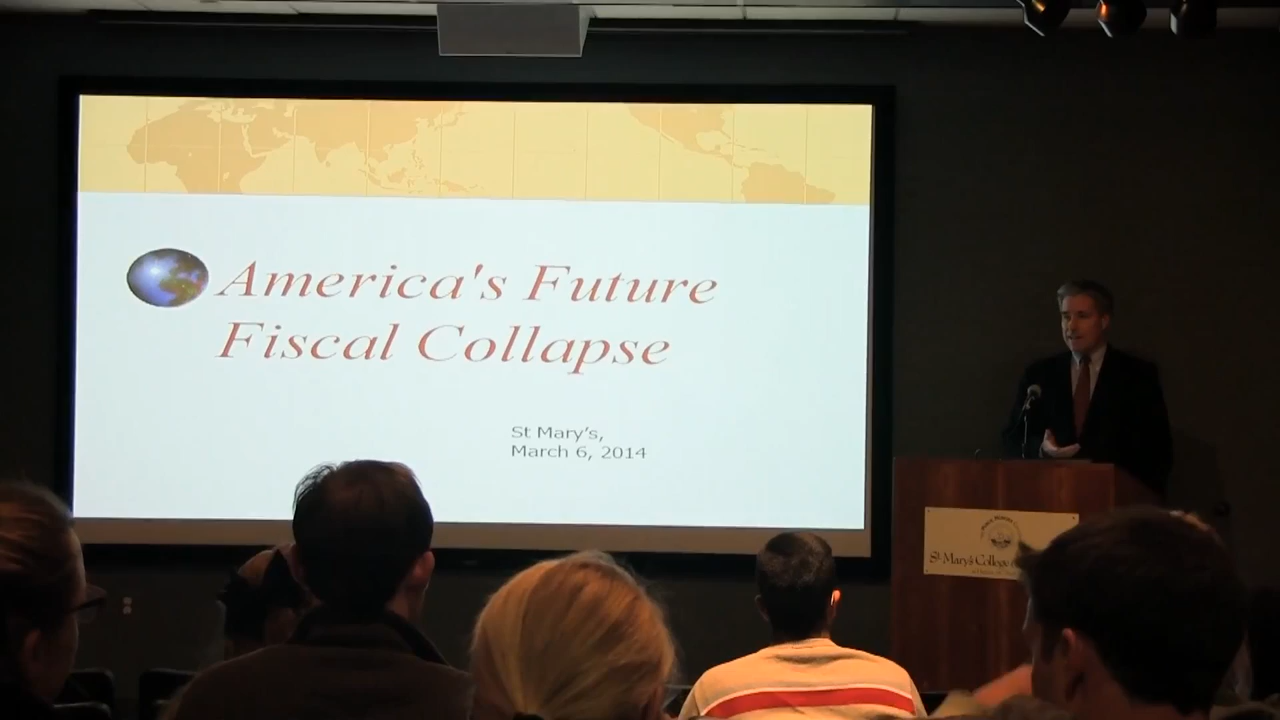 America's Future
Fiscal Collapse
St Mary's,
March 6, 2014
St Mary's College